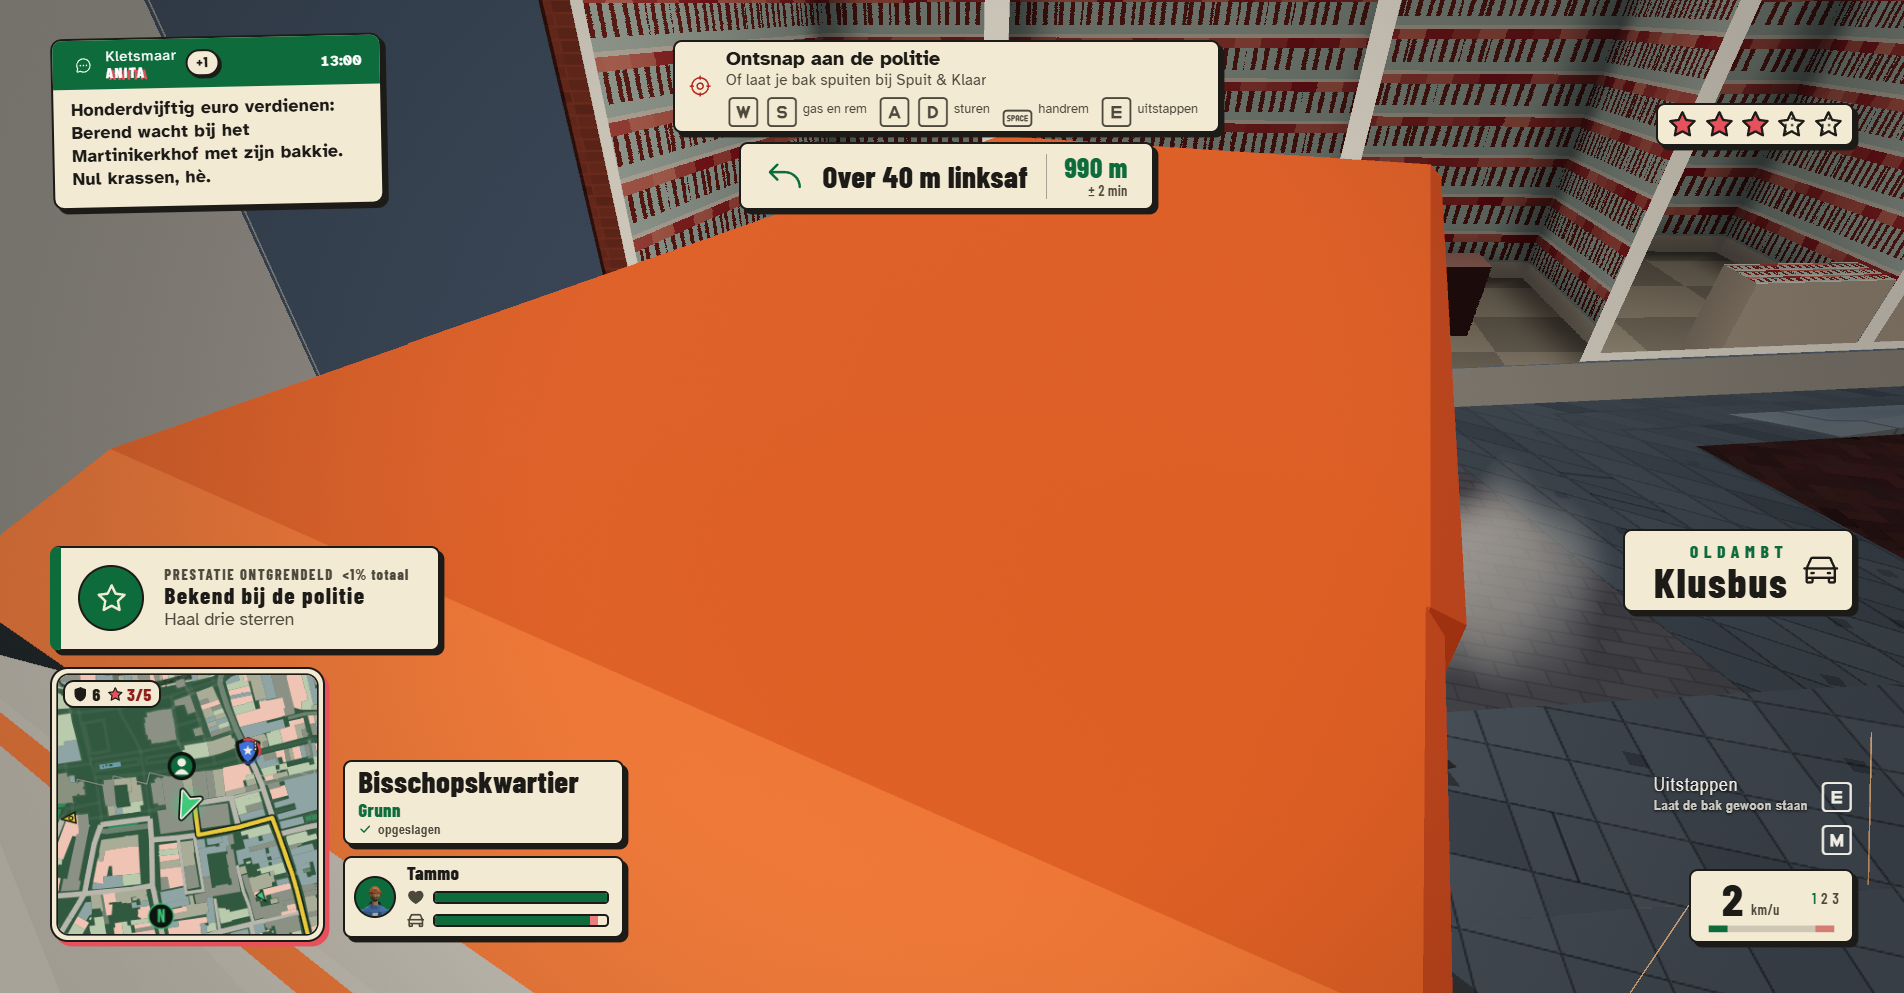 Kletsmaar
ANITA
+1
13:00
Honderdvijftig euro verdienen:
Berend wacht bij het
Martinikerkhof met zijn bakkie.
Nul krassen, hè.
Ontsnap aan de politie
Of laat je bak spuiten bij Spuit & Klaar
W S gas en rem A D sturen SPACE handrem E uitstappen
Over 40 m linksaf
990 m
± 2 min
PRESTATIE ONTGRENDELD <1% totaal
Bekend bij de politie
Haal drie sterren
OLDAMBT
Klusbus
6 3/5
N
Bisschopskwartier
Grunn
opgeslagen
Tammo
Uitstappen
Laat de bak gewoon staan
E
M
2 km/u
1 2 3